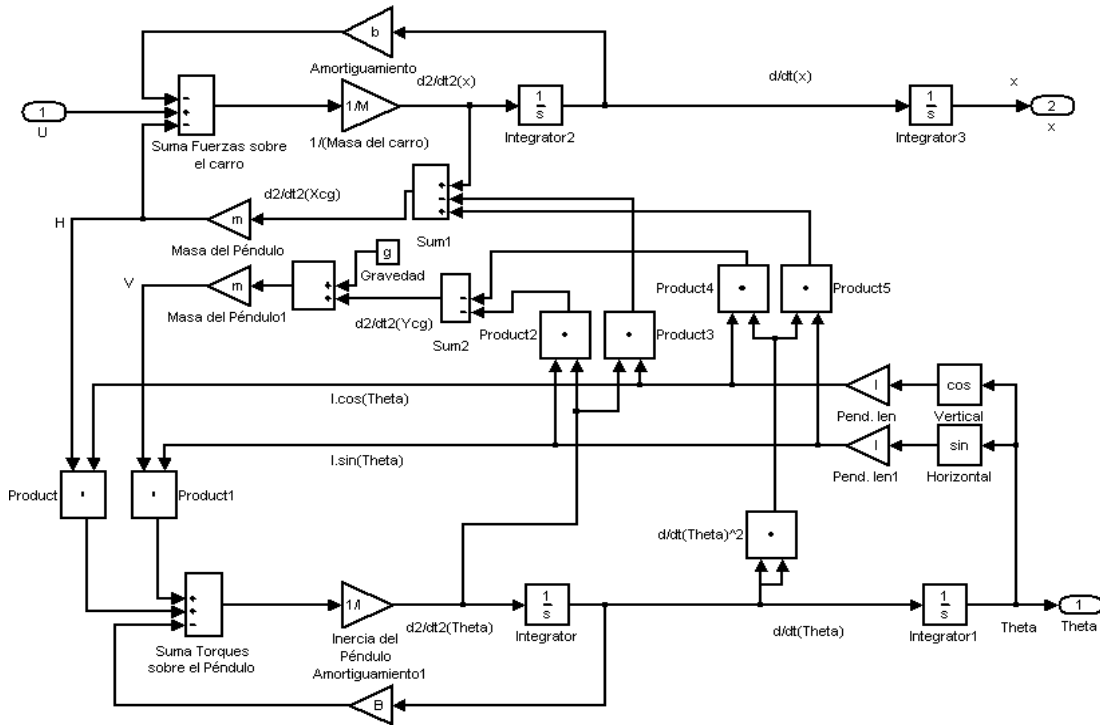 b
Amortiguamiento
d2/dt2(x)
d/dt(x)
x
1
U
1/M
1
s
1
s
2
x
Suma Fuerzas sobre
el carro
1/(Masa del carro)
Integrator2
Integrator3
d2/dt2(Xcg)
H
m
Masa del Péndulo
Sum1
g
Gravedad
V
m
Masa del Péndulo1
d2/dt2(Ycg)
Sum2
Product2
Product3
Product4
Product5
l.cos(Theta)
l
cos
Pend. len
Vertical
l.sin(Theta)
l
sin
Pend. len1
Horizontal
Product
Product1
d/dt(Theta)^2
1/I
1
s
1
s
1
Suma Torques
sobre el Péndulo
Inercia del
Péndulo
d2/dt2(Theta)
Integrator
d/dt(Theta)
Integrator1
Theta
Theta
Amortiguamiento1
B